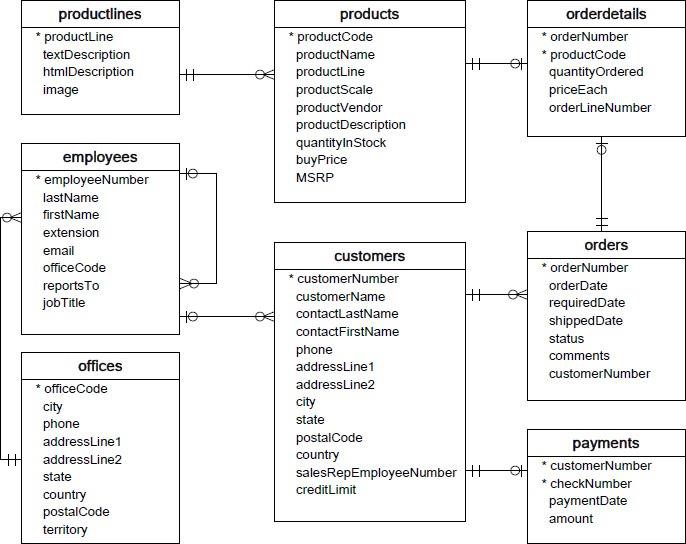 productlines
* productLine
textDescription
htmlDescription
image
products
* productCode
productName
productLine
productScale
productVendor
productDescription
quantityInStock
buyPrice
MSRP
orderdetails
* orderNumber
* productCode
quantityOrdered
priceEach
orderLineNumber
employees
* employeeNumber
lastName
firstName
extension
email
officeCode
reportsTo
jobTitle
customers
* customerNumber
customerName
contactLastName
contactFirstName
phone
addressLine1
addressLine2
city
state
postalCode
country
salesRepEmployeeNumber
creditLimit
orders
* orderNumber
orderDate
requiredDate
shippedDate
status
comments
customerNumber
offices
* officeCode
city
phone
addressLine1
addressLine2
state
country
postalCode
territory
payments
* customerNumber
* checkNumber
paymentDate
amount